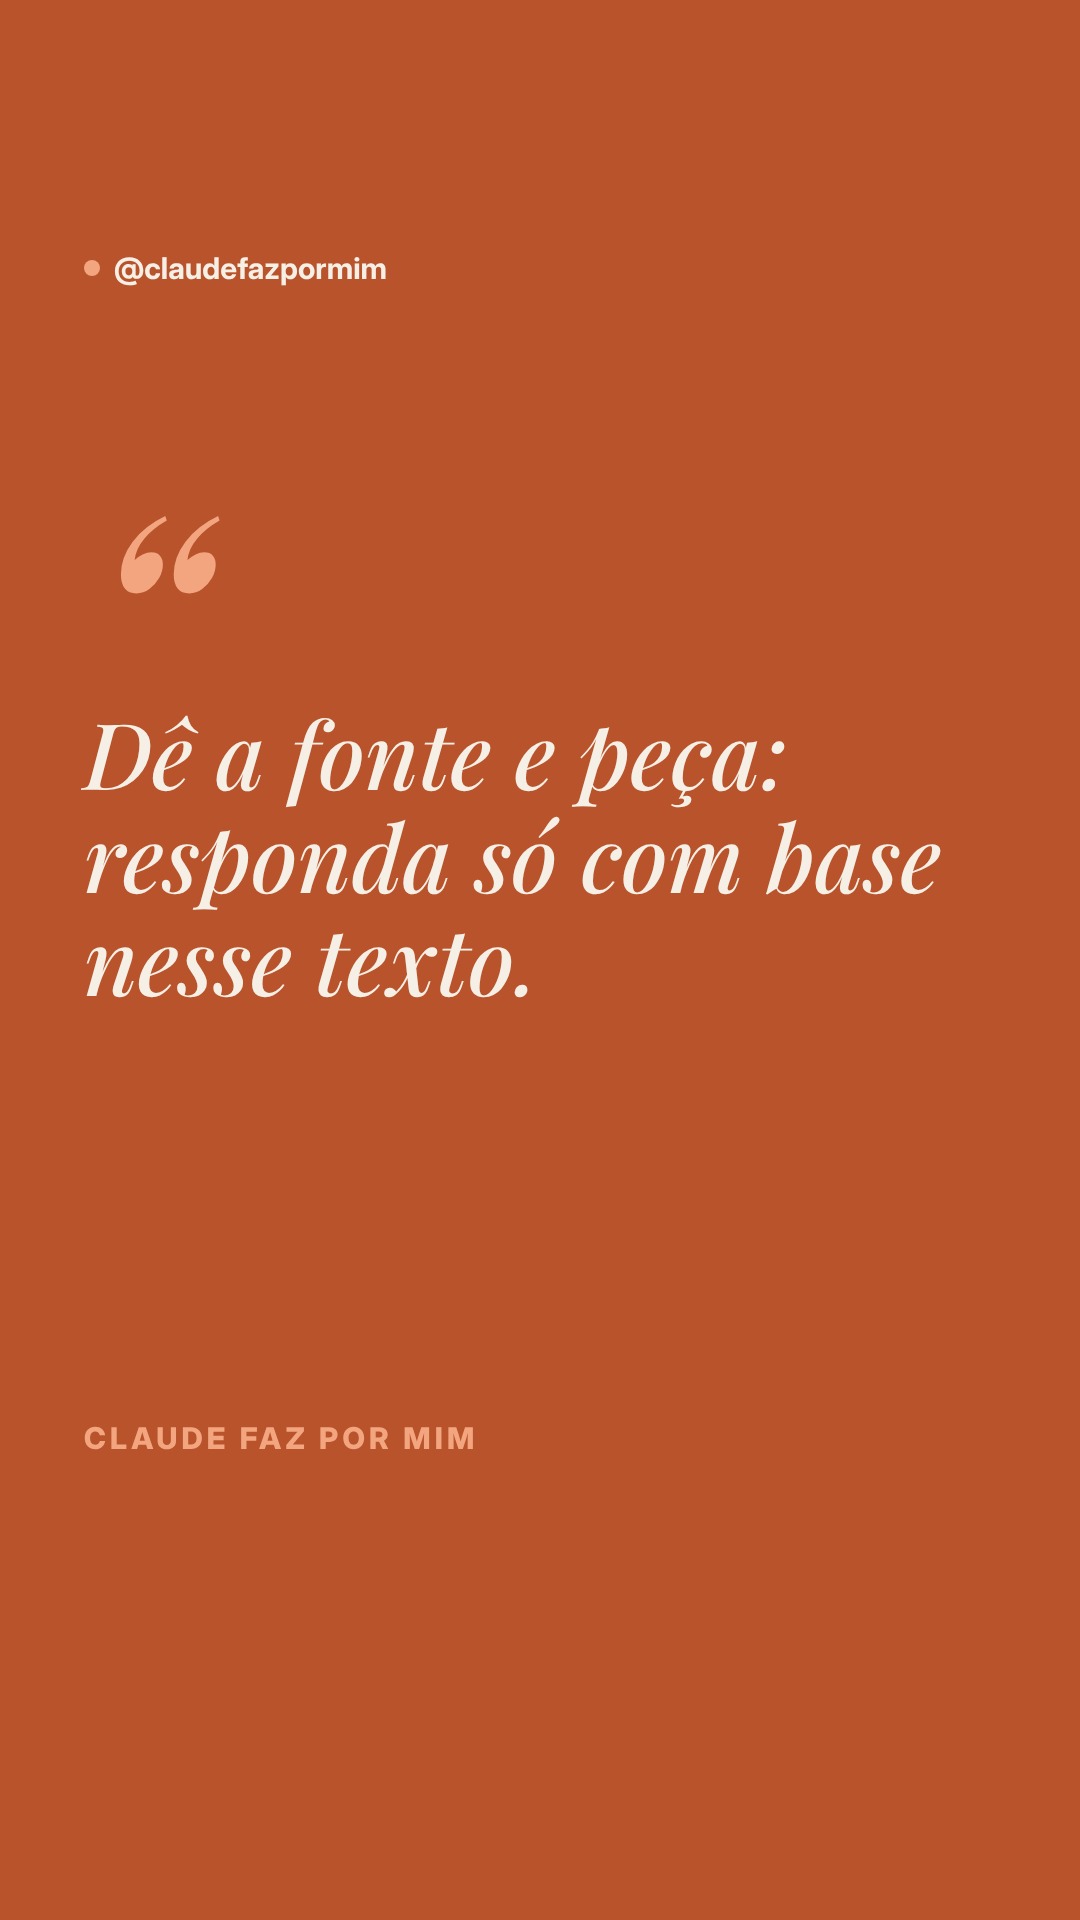 @claudefazpormim
“
Dê a fonte e peça:
responda só com base
nesse texto.
CLAUDE FAZ POR MIM